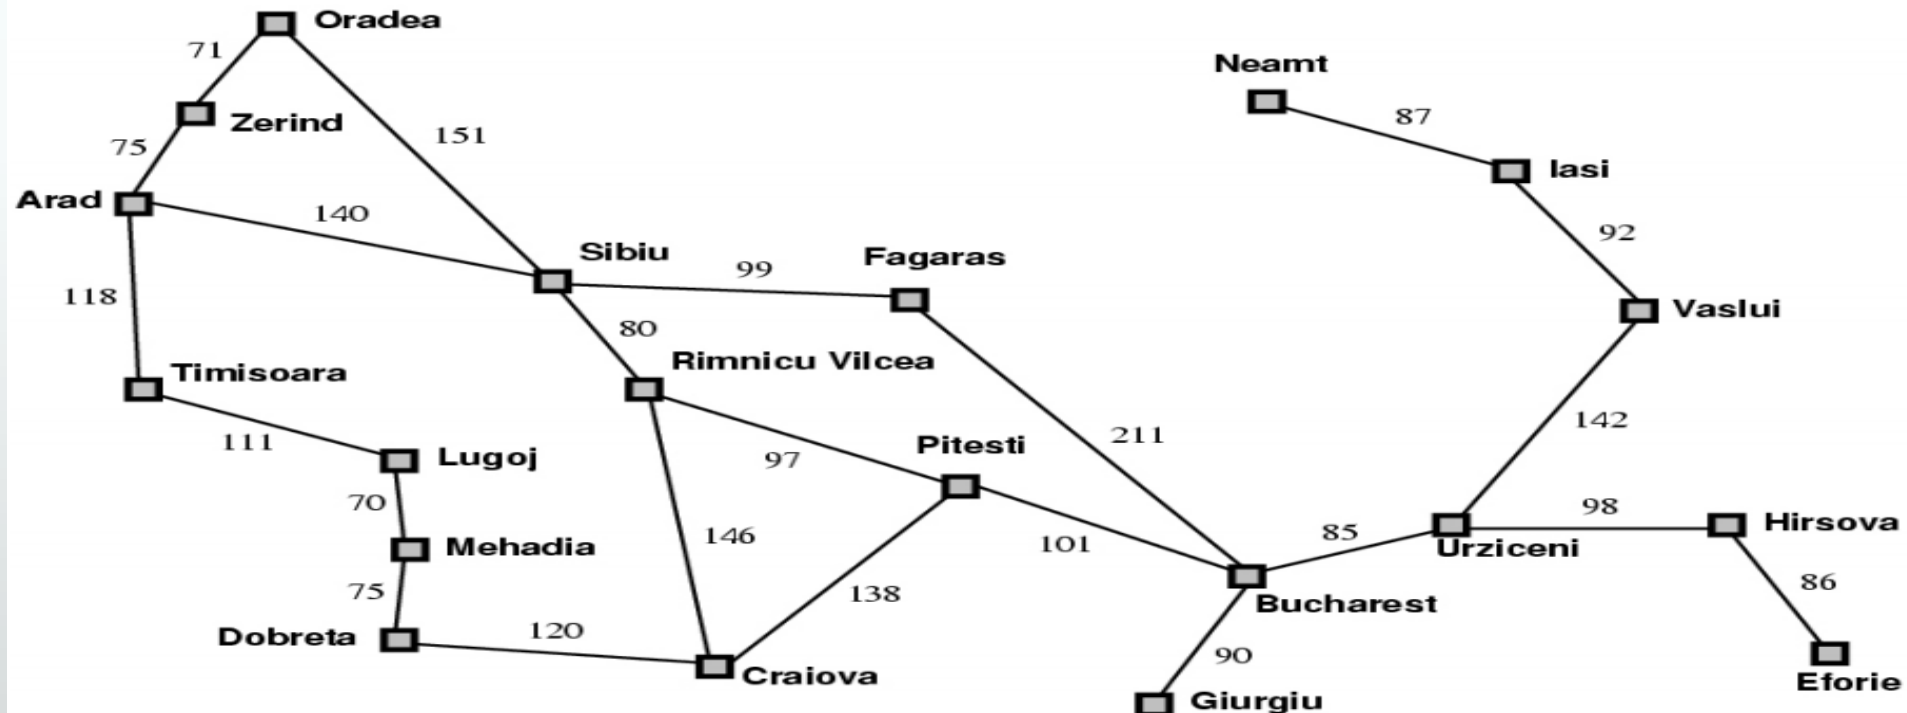 Oradea
71
Neamt
87
Zerind
151
75
Iasi
Arad
140
92
Sibiu
99
Fagaras
118
Vaslui
80
Rimnicu Vilcea
Timisoara
142
211
111
Lugoj
97
Pitesti
70
98
Hirsova
146
85
Urziceni
101
Mehadia
86
75
138
Bucharest
Dobreta
120
90
Craiova
Eforie
Giurgiu